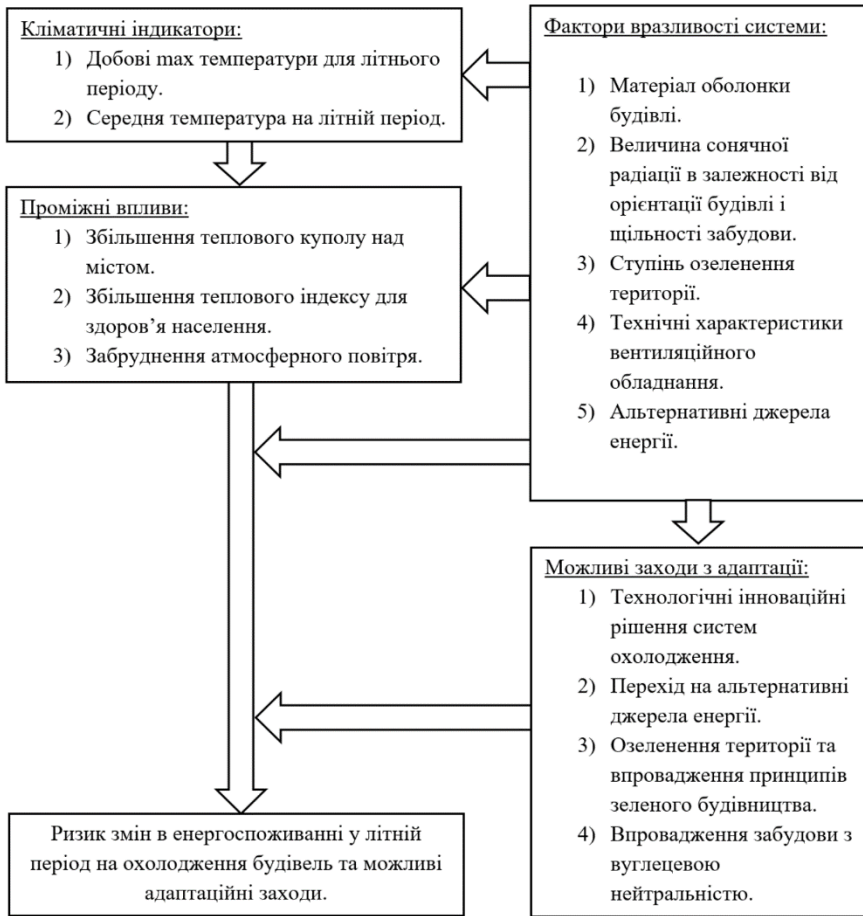 Кліматичні індикатори:
1) Добові max температури для літнього
періоду.
2) Середня температура на літній період.
Проміжні впливи:
1) Збільшення теплового куполу над
містом.
2) Збільшення теплового індексу для
здоров’я населення.
3) Забруднення атмосферного повітря.
Ризик змін в енергоспоживанні у літній
період на охолодження будівель та можливі
адаптаційні заходи.
Фактори вразливості системи:
1) Матеріал оболонки
будівлі.
2) Величина сонячної
радіації в залежності від
орієнтації будівлі і
щільності забудови.
3) Ступінь озеленення
території.
4) Технічні характеристики
вентиляційного
обладнання.
5) Альтернативні джерела
енергії.
Можливі заходи з адаптації:
1) Технологічні інноваційні
рішення систем
охолодження.
2) Перехід на альтернативні
джерела енергії.
3) Озеленення території та
впровадження принципів
зеленого будівництва.
4) Впровадження забудови з
вуглецевою
нейтральністю.